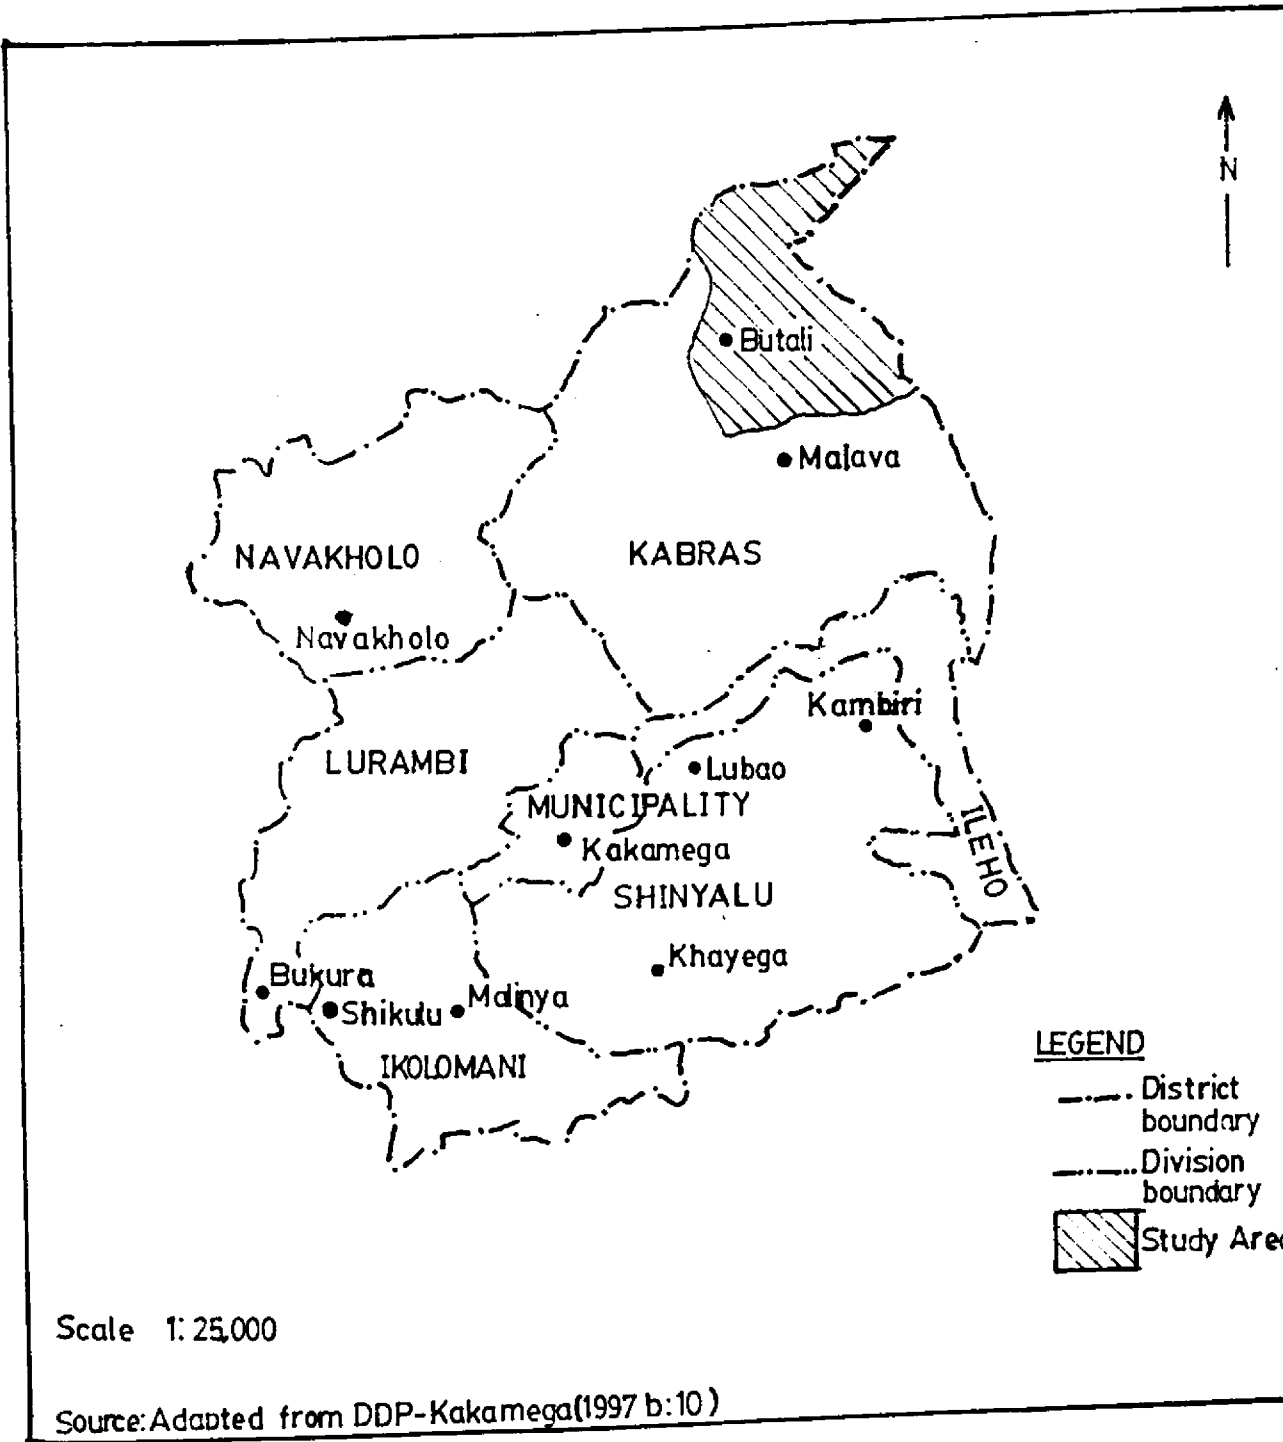 N
Butali
Malava
NAVAKHOLO
KABRAS
Navakholo
Kambiri
LURAMBI
Lubao
MUNICIPALITY
Kakamega
ILEHO
SHINYALU
Khayega
Bukura
Malinya
Shikulu
IKOLOMANI
LEGEND
District
boundary
Division
boundary
Study Area
Scale 1:25,000
Source:Adapted from DDP-Kakamega(1997 b:10)